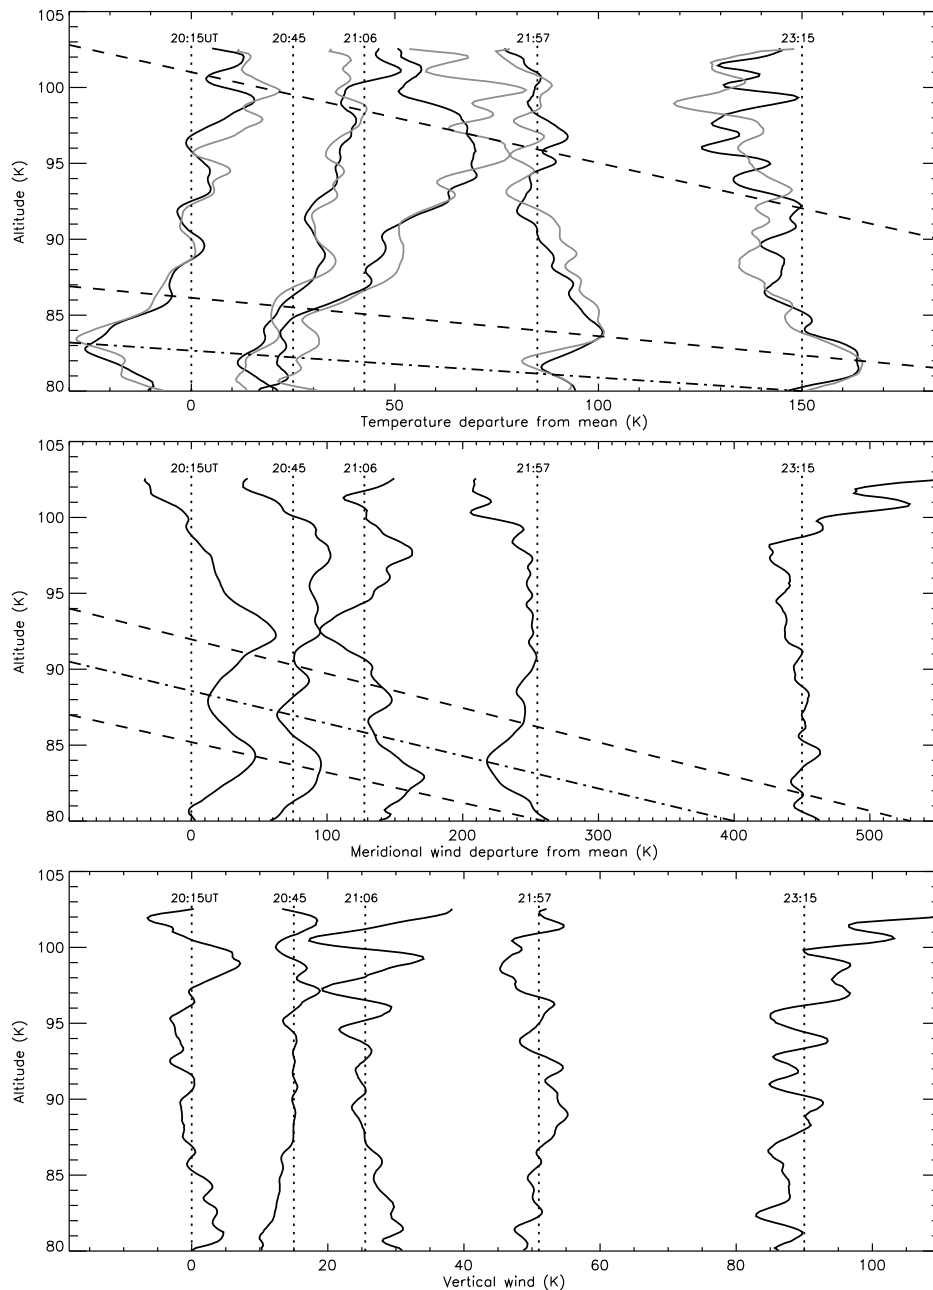 105
20:15UT 20:45 21:06 21:57 23:15
100
95
Altitude (K)
90
85
80
0 50 100 150
Temperature departure from mean (K)
105
20:15UT 20:45 21:06 21:57 23:15
100
95
Altitude (K)
90
85
80
0 100 200 300 400 500
Meridional wind departure from mean (K)
105
20:15UT 20:45 21:06 21:57 23:15
100
95
Altitude (K)
90
85
80
0 20 40 60 80 100
Vertical wind (K)